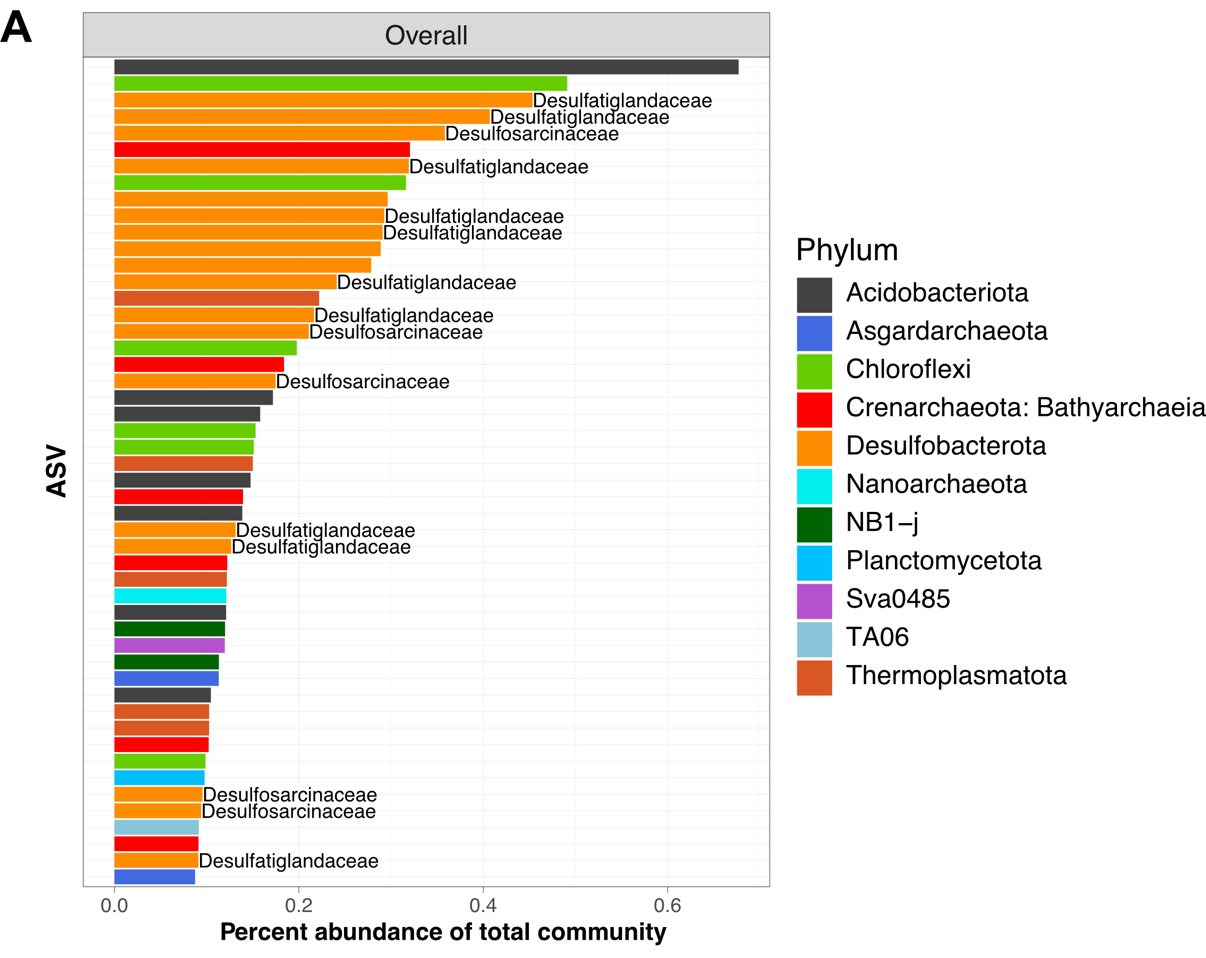 A
Overall
Desulfatiglandaceae
Desulfatiglandaceae
Desulfosarcinaceae
Desulfatiglandaceae
Desulfatiglandaceae
Desulfatiglandaceae
Desulfatiglandaceae
Desulfatiglandaceae
Desulfosarcinaceae
Desulfosarcinaceae
Desulfatiglandaceae
Desulfatiglandaceae
Desulfosarcinaceae
Desulfosarcinaceae
Desulfatiglandaceae
ASV
0.0 0.2 0.4 0.6
Percent abundance of total community
Phylum
Acidobacteriota
Asgardarchaeota
Chloroflexi
Crenarchaeota: Bathyarchaeia
Desulfobacterota
Nanoarchaeota
NB1−j
Planctomycetota
Sva0485
TA06
Thermoplasmatota